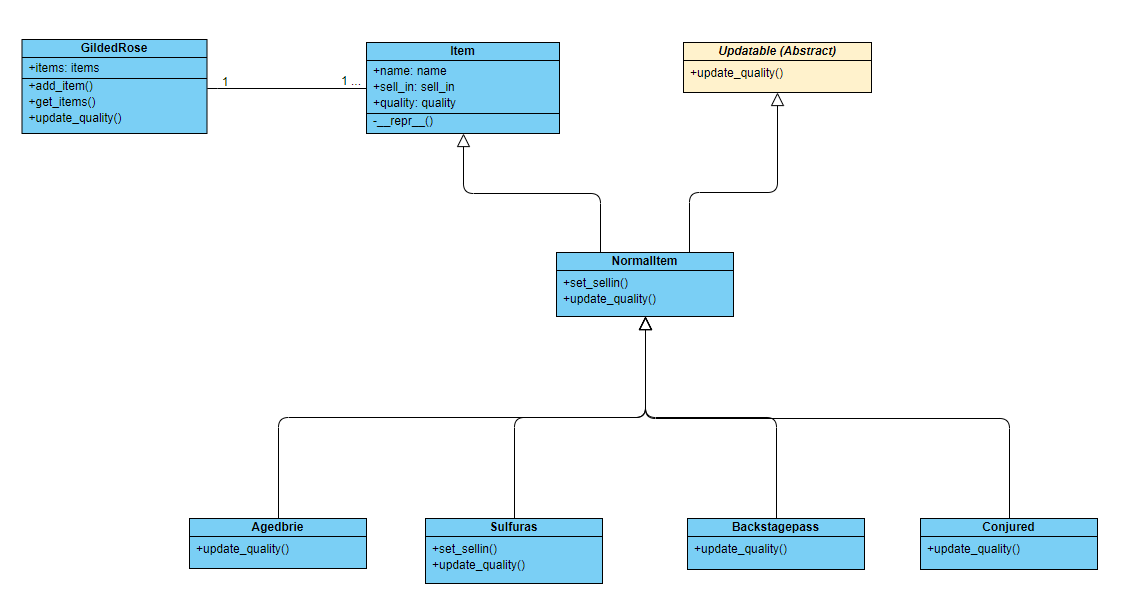 GildedRose
+items: items
+add_item()
+get_items()
+update_quality()
1
1 ...
Item
+name: name
+sell_in: sell_in
+quality: quality
-__repr__()
Updatable (Abstract)
+update_quality()
NormalItem
+set_sellin()
+update_quality()
Agedbrie
+update_quality()
Sulfuras
+set_sellin()
+update_quality()
Backstagepass
+update_quality()
Conjured
+update_quality()